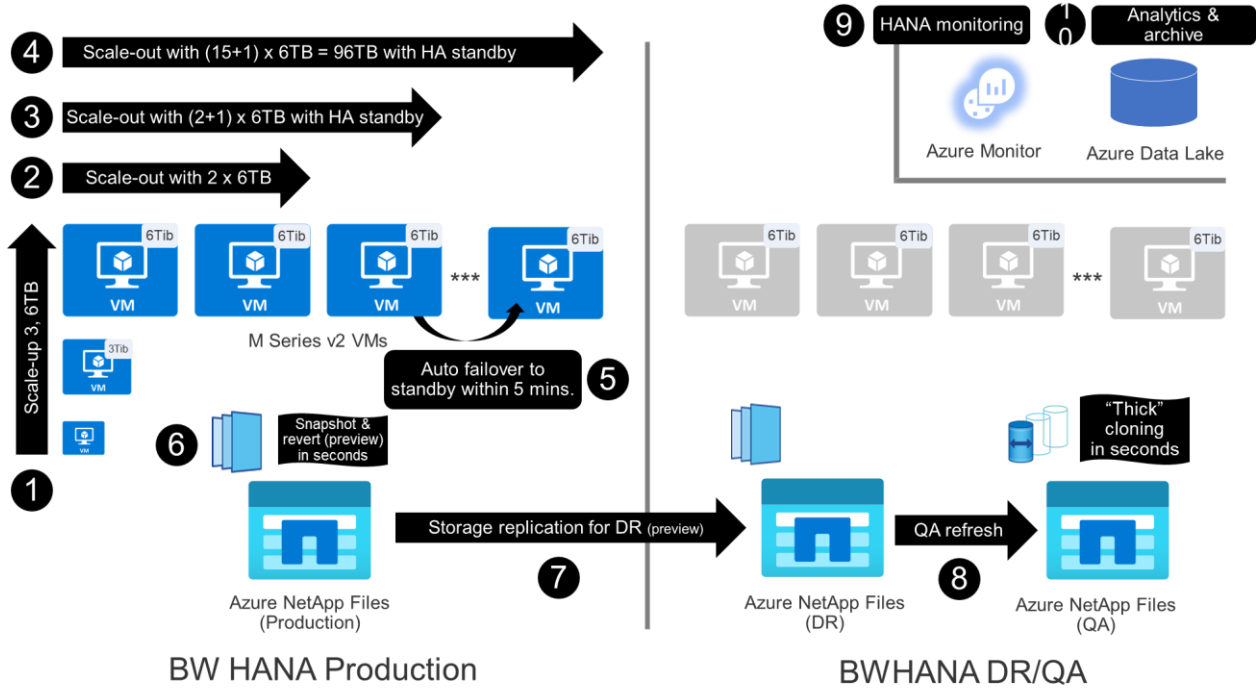 4
Scale-out with (15+1) x 6TB = 96TB with HA standby
3
Scale-out with (2+1) x 6TB with HA standby
2
Scale-out with 2 x 6TB
9
HANA monitoring
10
Analytics &
archive
Azure Monitor
Azure Data Lake
Scale-up 3, 6TB
1
6Tib
VM
6Tib
VM
6Tib
VM
***
6Tib
VM
M Series v2 VMs
3Tib
VM
VM
Auto failover to
standby within 5 mins.
5
6
Snapshot &
revert (preview)
in seconds
6Tib
VM
6Tib
VM
6Tib
VM
***
6Tib
VM
"Thick"
cloning
in seconds
Storage replication for DR (preview)
7
QA refresh
8
Azure NetApp Files
(Production)
Azure NetApp Files
(DR)
Azure NetApp Files
(QA)
BW HANA Production
BWHANA DR/QA